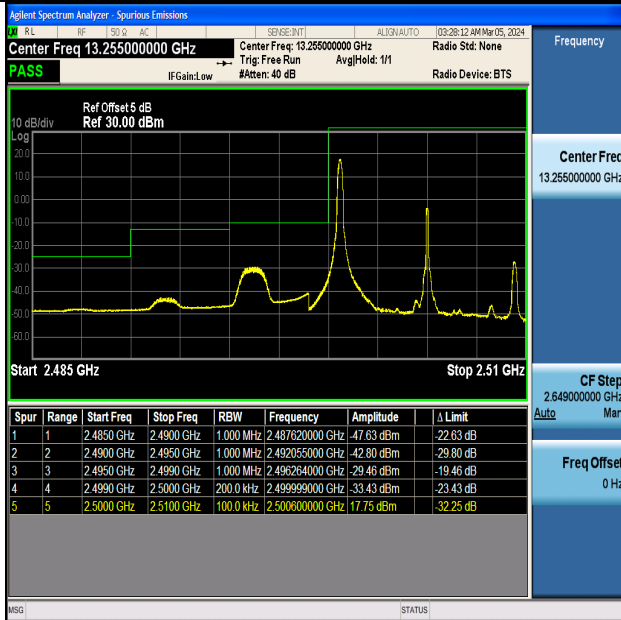 Agilent Spectrum Analyzer - Spurious Emissions
RL RF 50 Ω AC SENSE:INT ALIGN AUTO 03:28:12 AM Mar 05, 2024
Center Freq 13.255000000 GHz Center Freq: 13.255000000 GHz Radio Std: None Frequency
Trig: Free Run Avg|Hold: 1/1
PASS IFGain:Low #Atten: 40 dB Radio Device: BTS
Ref Offset 5 dB
10 dB/div Ref 30.00 dBm
Log
20.0
10.0
0.00
-10.0
-20.0
-30.0
-40.0
-50.0
-60.0
Start 2.485 GHz Stop 2.51 GHz
Center Freq
13.255000000 GHz
CF Step
2.649000000 GHz
Auto Man
Freq Offset
0 Hz
Spur Range Start Freq Stop Freq RBW Frequency Amplitude Δ Limit
1 1 2.4850 GHz 2.4900 GHz 1.000 MHz 2.487620000 GHz -47.63 dBm -22.63 dB
2 2 2.4900 GHz 2.4950 GHz 1.000 MHz 2.492055000 GHz -42.80 dBm -29.80 dB
3 3 2.4950 GHz 2.4990 GHz 1.000 MHz 2.496264000 GHz -29.46 dBm -19.46 dB
4 4 2.4990 GHz 2.5000 GHz 200.0 kHz 2.499999000 GHz -33.43 dBm -23.43 dB
5 5 2.5000 GHz 2.5100 GHz 100.0 kHz 2.500600000 GHz 17.75 dBm -32.25 dB
MSG STATUS